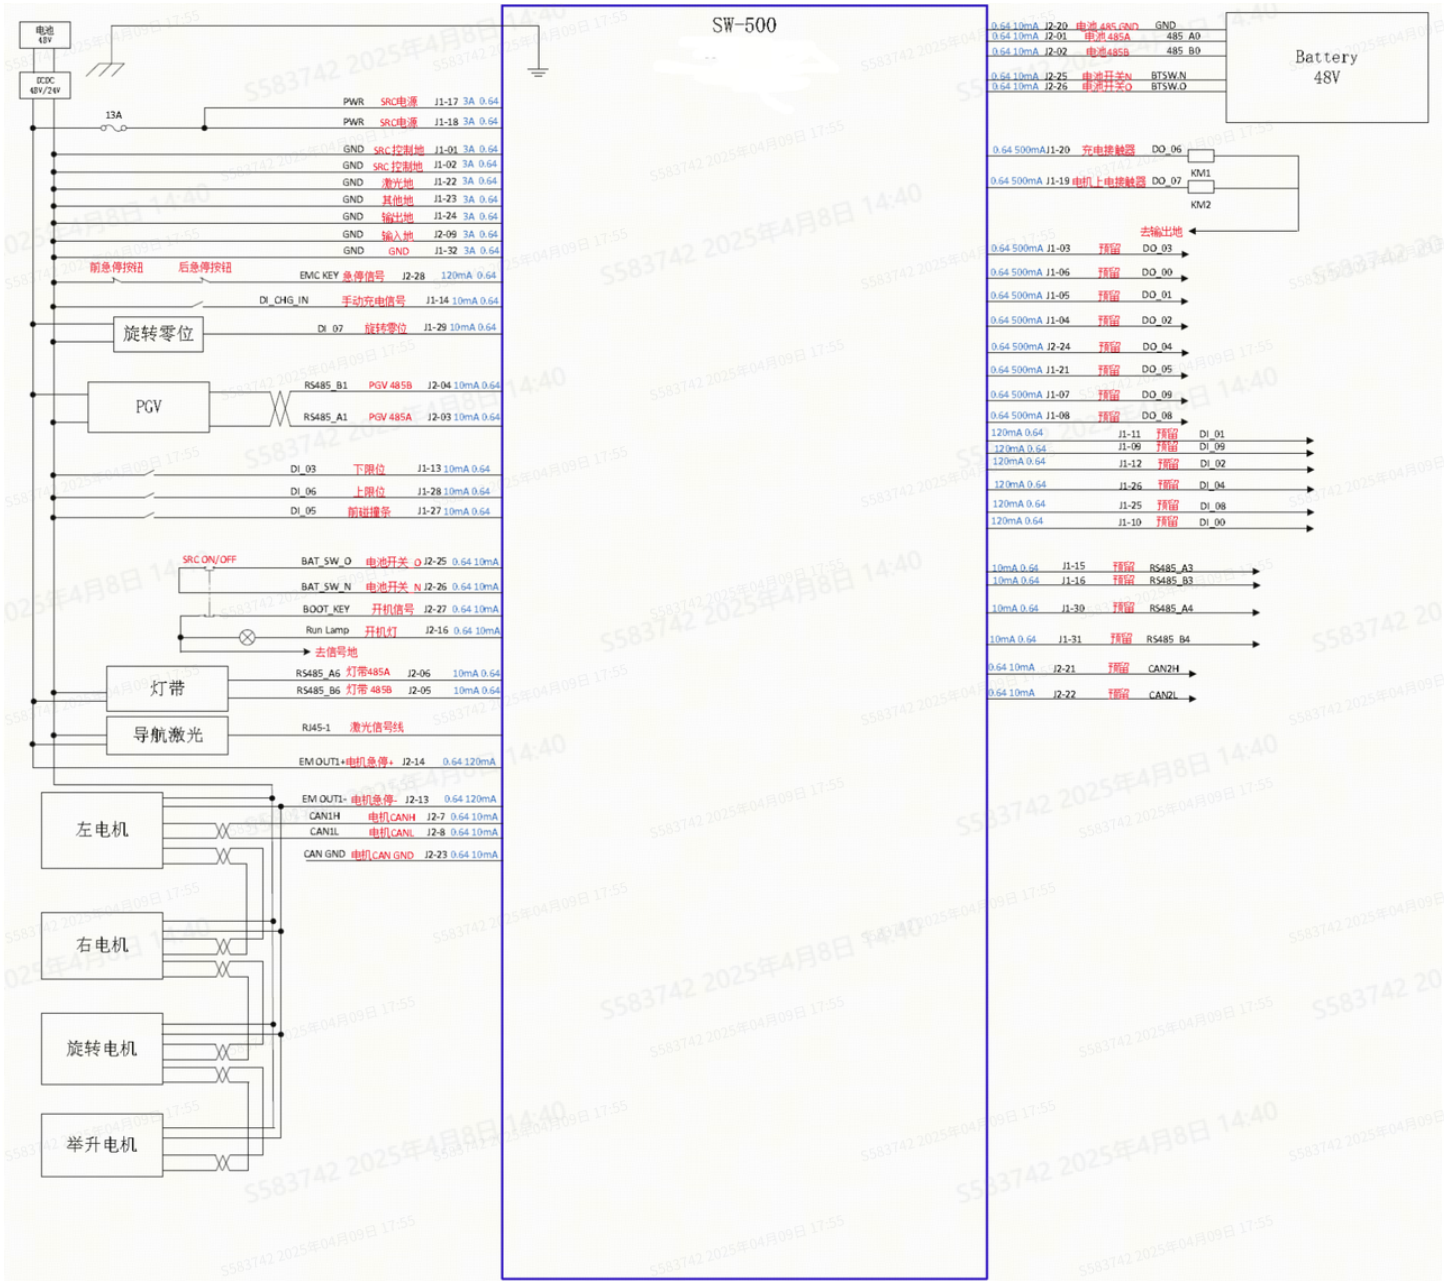 SW-500
电池
48V
DCDC
48V/24V
13A
PWR SRC电源 J1-17 3A 0.64
PWR SRC电源 J1-18 3A 0.64
GND SRC控制地 J1-01 3A 0.64
GND SRC控制地 J1-02 3A 0.64
GND 激光地 J1-22 3A 0.64
GND 其他地 J1-23 3A 0.64
GND 输出地 J1-24 3A 0.64
GND 输入地 J2-09 3A 0.64
GND GND J1-32 3A 0.64
前急停按钮 后急停按钮
EMC KEY 急停信号 J2-28 120mA 0.64
DI_CHG_IN 手动充电信号 J1-14 10mA 0.64
旋转零位
DI_07 旋转零位 J1-29 10mA 0.64
PGV
RS485_B1 PGV 485B J2-04 10mA 0.64
RS485_A1 PGV 485A J2-03 10mA 0.64
DI_03 下限位 J1-13 10mA 0.64
DI_06 上限位 J1-28 10mA 0.64
DI_05 前碰撞条 J1-27 10mA 0.64
SRC ON/OFF
BAT_SW_O 电池开关 O J2-25 0.64 10mA
BAT_SW_N 电池开关 N J2-26 0.64 10mA
BOOT_KEY 开机信号 J2-27 0.64 10mA
Run Lamp 开机灯 J2-16 0.64 10mA
去信号地
灯带
RS485_A6 灯带485A J2-06 10mA 0.64
RS485_B6 灯带 485B J2-05 10mA 0.64
导航激光
RJ45-1 激光信号线
EM OUT1+ 电机急停+ J2-14 0.64 120mA
左电机
EM OUT1- 电机急停- J2-13 0.64 120mA
CAN1H 电机CANH J2-7 0.64 10mA
CAN1L 电机CANL J2-8 0.64 10mA
CAN GND 电机CAN GND J2-23 0.64 10mA
右电机
旋转电机
举升电机
0.64 10mA J2-20 电池 485 GND GND
0.64 10mA J2-01 电池 485A 485_A0
0.64 10mA J2-02 电池485B 485_B0
0.64 10mA J2-25 电池开关N BTSW.N
0.64 10mA J2-26 电池开关O BTSW.O
Battery
48V
0.64 500mA J1-20 充电接触器 DO_06
KM1
0.64 500mA J1-19 电机上电接触器 DO_07
KM2
去输出地
0.64 500mA J1-03 预留 DO_03
0.64 500mA J1-06 预留 DO_00
0.64 500mA J1-05 预留 DO_01
0.64 500mA J1-04 预留 DO_02
0.64 500mA J2-24 预留 DO_04
0.64 500mA J1-21 预留 DO_05
0.64 500mA J1-07 预留 DO_09
0.64 500mA J1-08 预留 DO_08
120mA 0.64 J1-11 预留 DI_01
120mA 0.64 J1-09 预留 DI_09
120mA 0.64 J1-12 预留 DI_02
120mA 0.64 J1-26 预留 DI_04
120mA 0.64 J1-25 预留 DI_08
120mA 0.64 J1-10 预留 DI_00
10mA 0.64 J1-15 预留 RS485_A3
10mA 0.64 J1-16 预留 RS485_B3
10mA 0.64 J1-30 预留 RS485_A4
10mA 0.64 J1-31 预留 RS485_B4
0.64 10mA J2-21 预留 CAN2H
0.64 10mA J2-22 预留 CAN2L
S583742 2025年4月8日 14:40
S583742 2025年04月09日 17:55